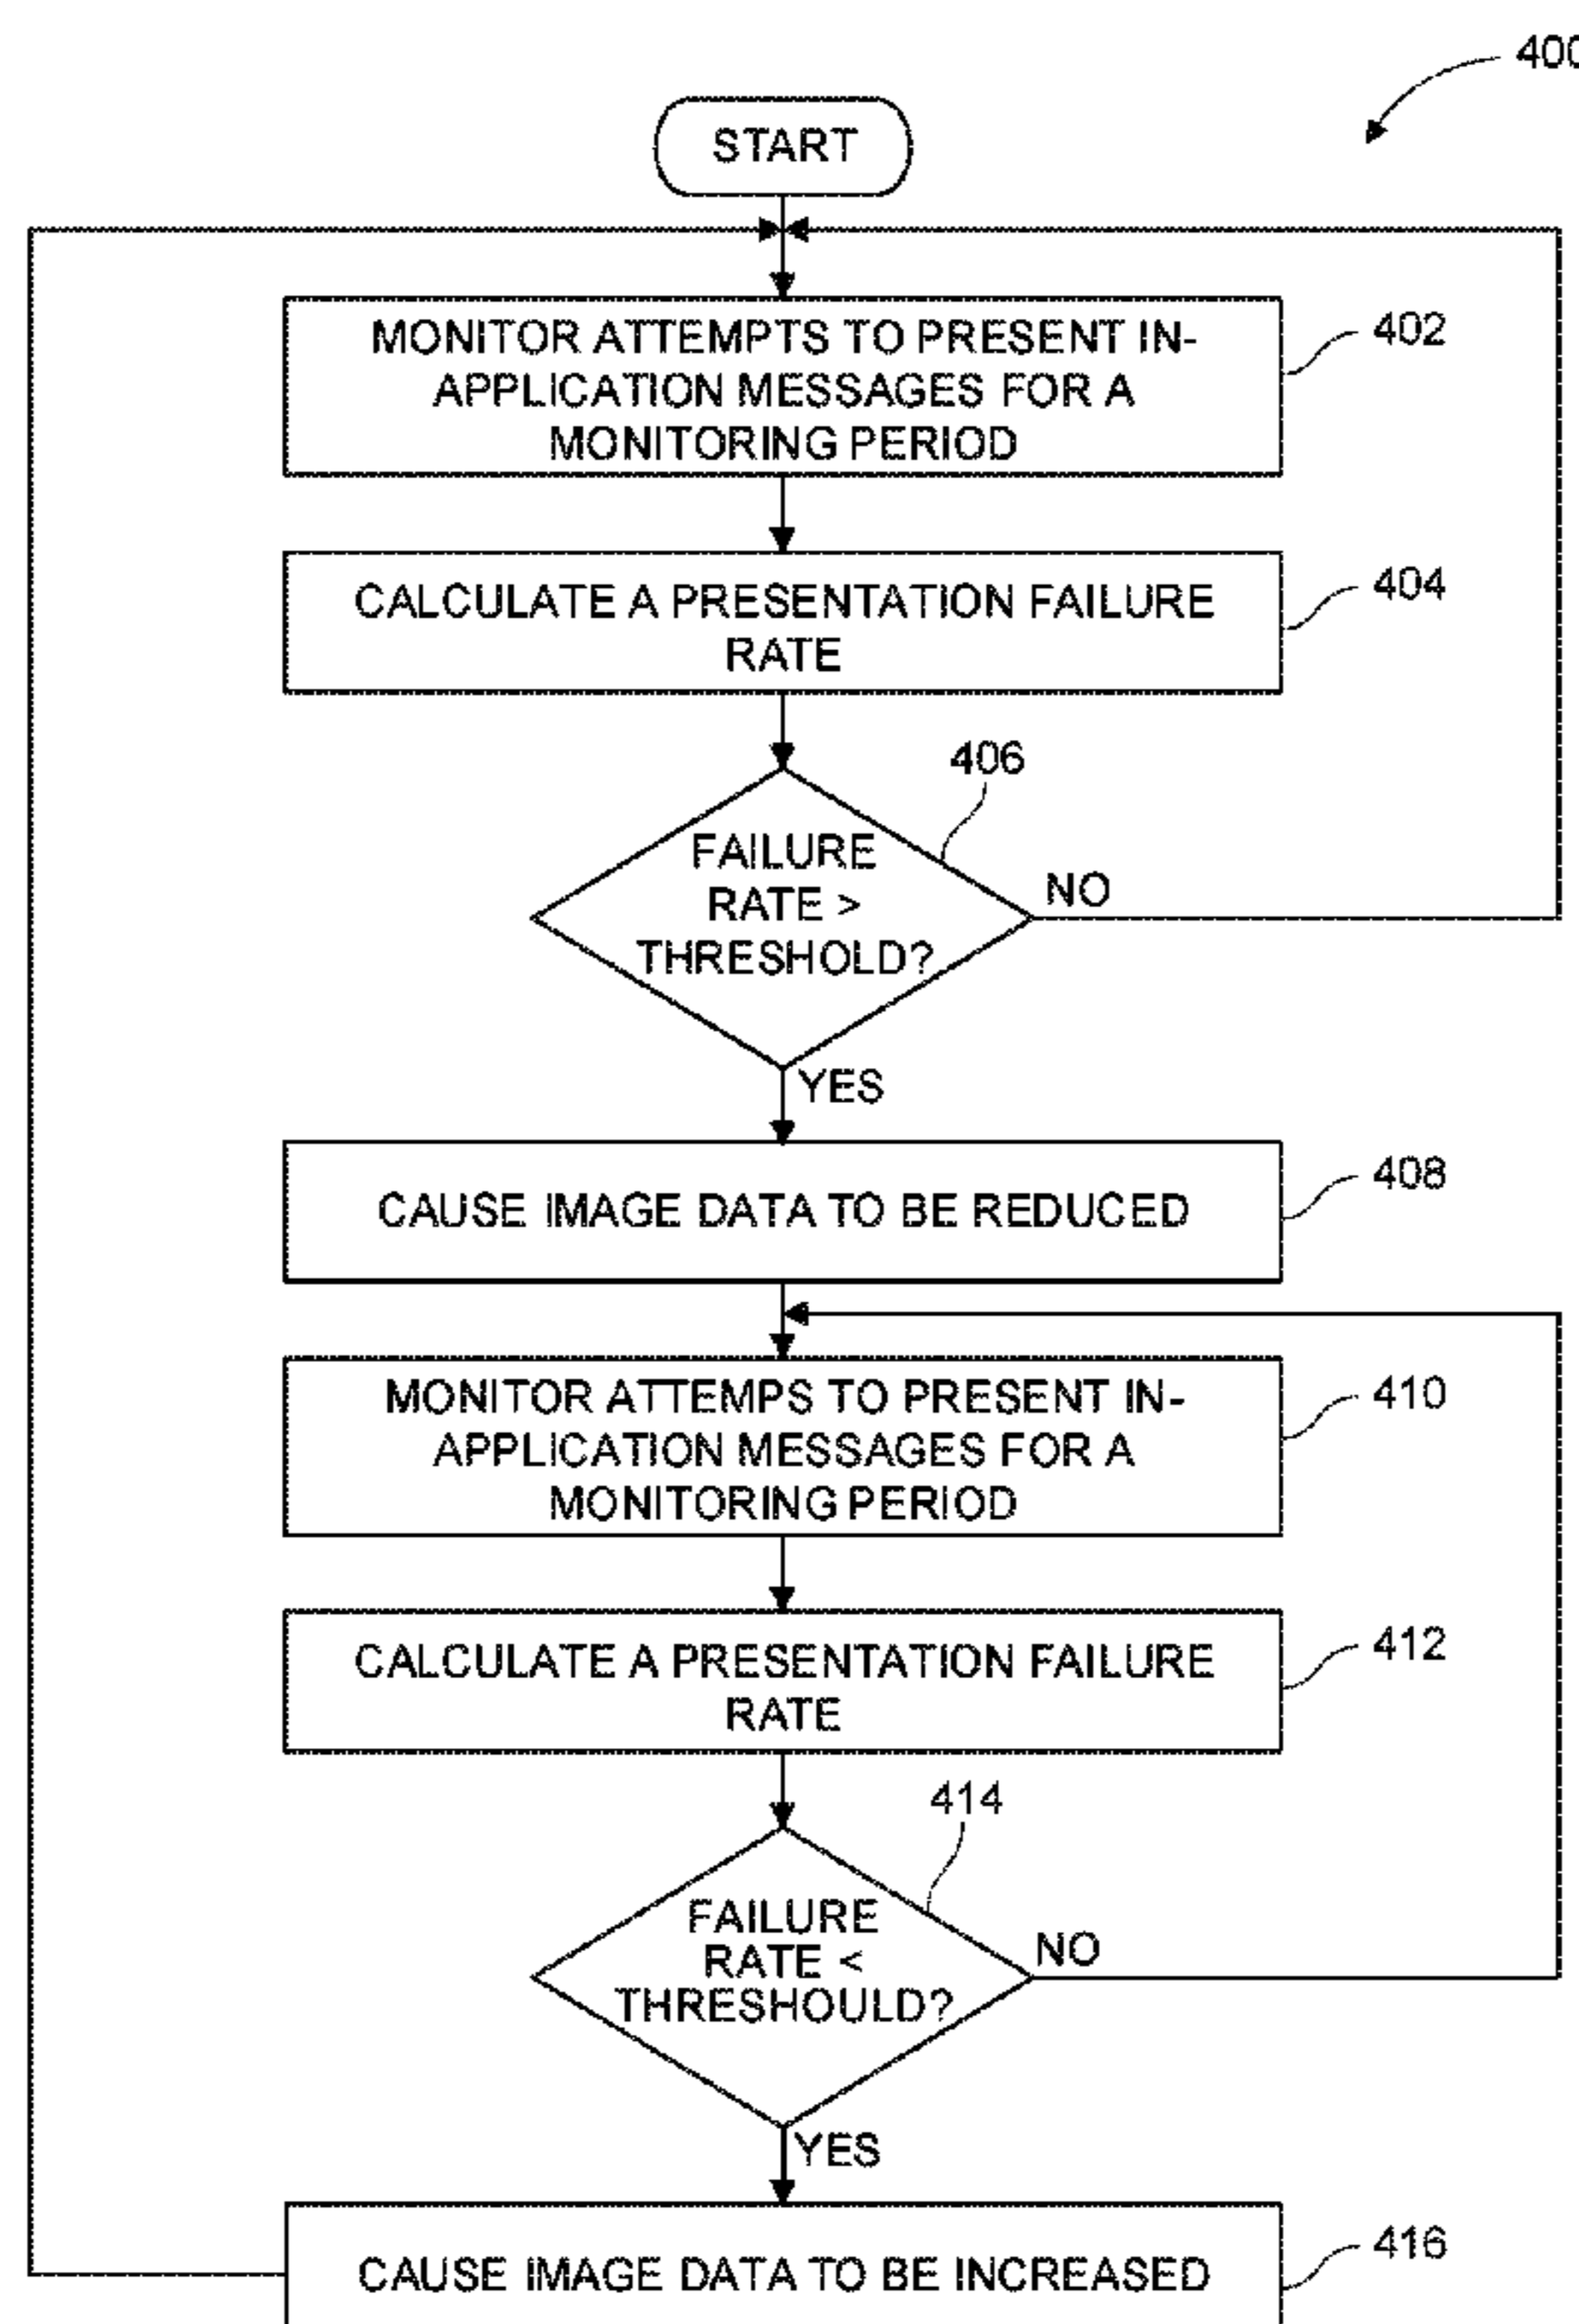 400
START
MONITOR ATTEMPTS TO PRESENT IN-
APPLICATION MESSAGES FOR A
MONITORING PERIOD
402
CALCULATE A PRESENTATION FAILURE
RATE
404
406
FAILURE
RATE >
THRESHOLD?
NO
YES
CAUSE IMAGE DATA TO BE REDUCED
408
MONITOR ATTEMPS TO PRESENT IN-
APPLICATION MESSAGES FOR A
MONITORING PERIOD
410
CALCULATE A PRESENTATION FAILURE
RATE
412
414
FAILURE
RATE <
THRESHOULD?
NO
YES
CAUSE IMAGE DATA TO BE INCREASED
416